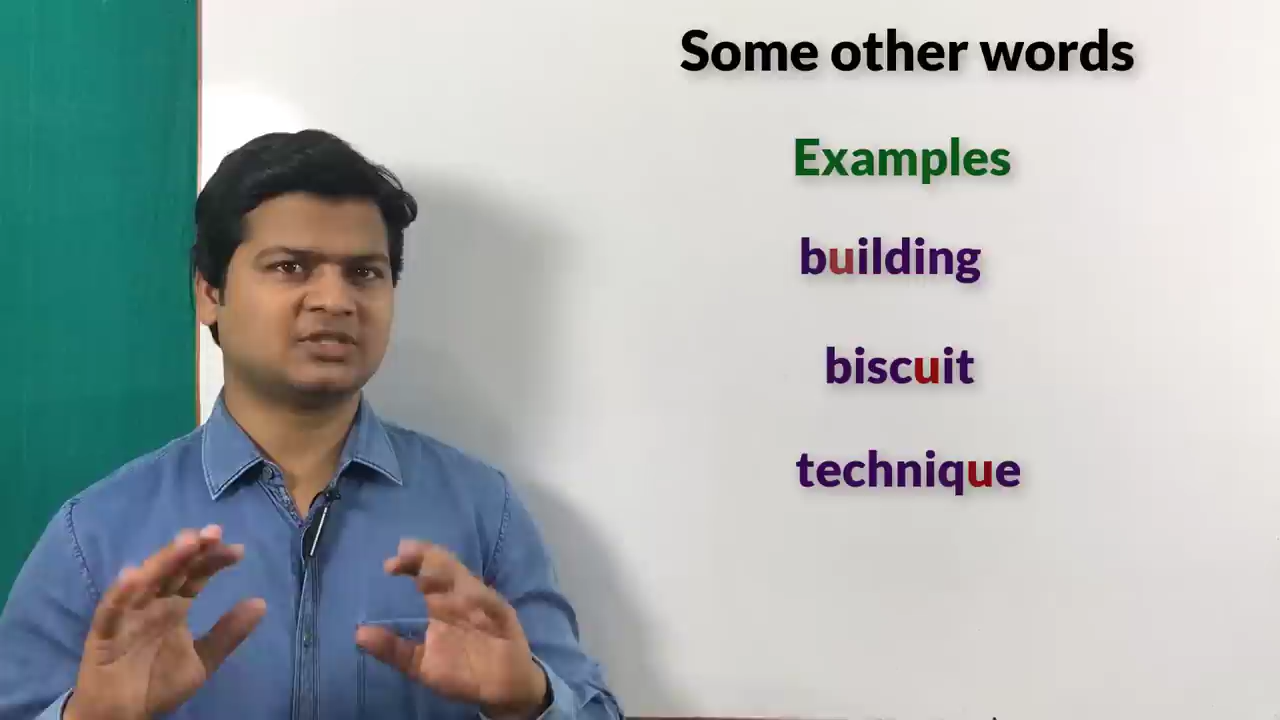 Some other words
Examples
building
biscuit
technique